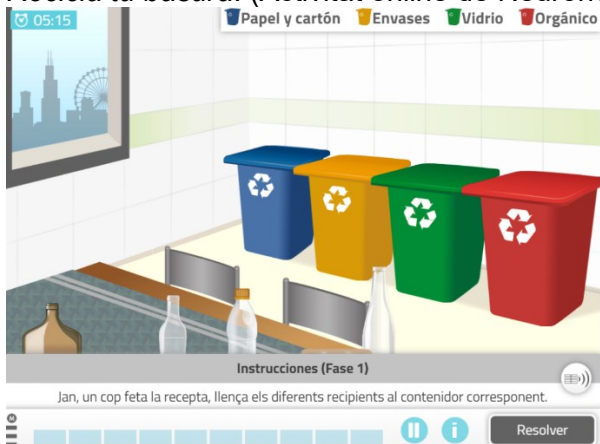 05:15
Papel y cartón Envases Vidrio Orgánico
Instrucciones (Fase 1)
Jan, un cop feta la recepta, llença els diferents recipients al contenidor corresponent.
Resolver